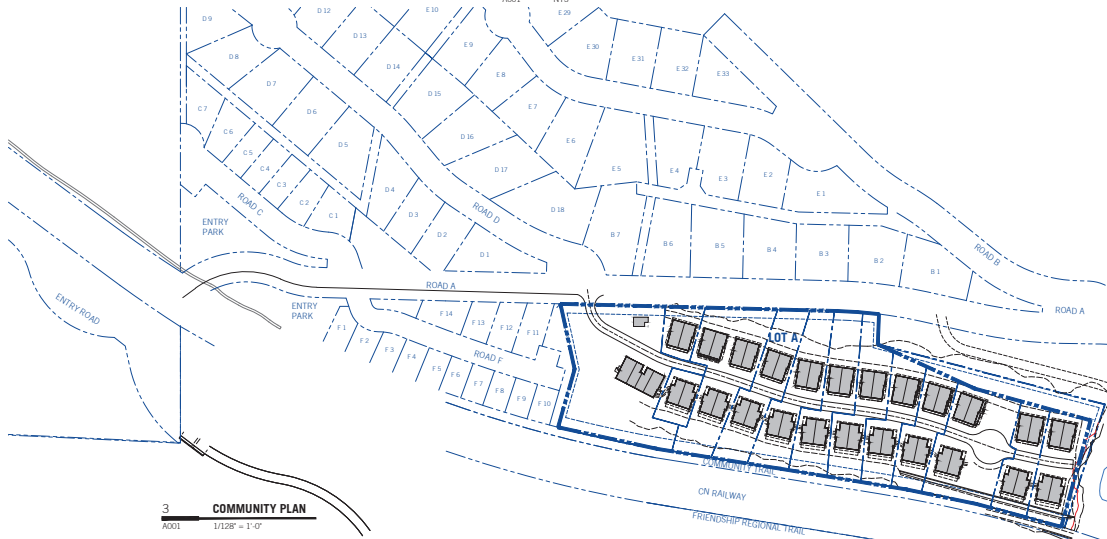 A001 NTS
D 9
D 12
E 10
E 29
D 13
E 9
E 30
D 8
D 14
E 31
E 32
E 33
D 7
E 8
D 15
C 7
D 6
E 7
C 6
D 16
E 6
D 5
C 5
C 4
D 17
E 5
E 4
E 3
E 2
C 3
D 4
E 1
C 2
ROAD C
C 1
D 3
ROAD D
D 18
ENTRY
PARK
D 2
B 7
B 6
B 5
B 4
B 3
B 2
B 1
ROAD B
D 1
ROAD A
ENTRY ROAD
ENTRY
PARK
F 14
F 13
F 12
F 11
ROAD A
F 1
F 2
F 3
F 4
ROAD F
LOT A
F 5
F 6
F 7
F 8
F 9
F 10
COMMUNITY TRAIL
CN RAILWAY
FRIENDSHIP REGIONAL TRAIL
3 COMMUNITY PLAN
A001 1/128" = 1'-0"